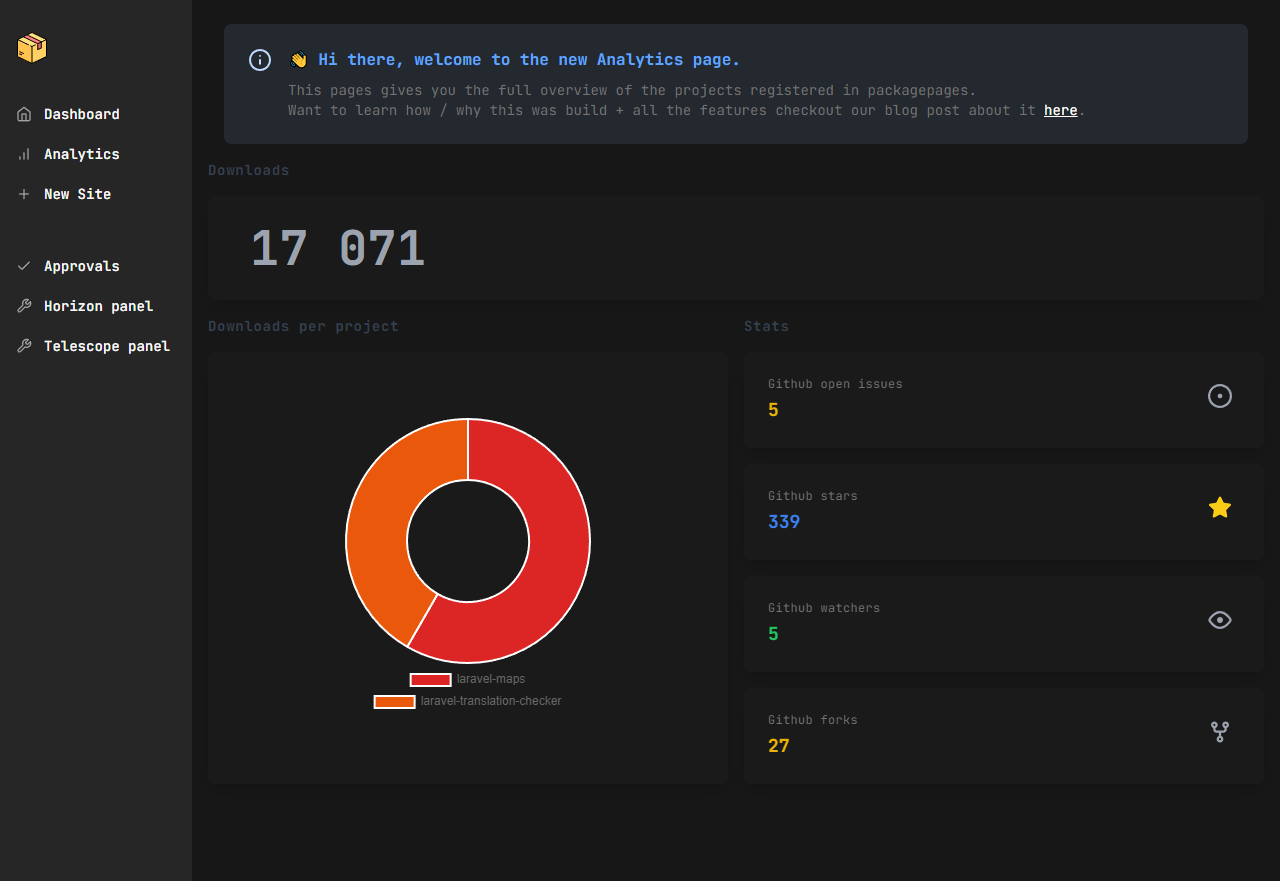 👋 Hi there, welcome to the new Analytics page.
This pages gives you the full overview of the projects registered in packagepages.
Want to learn how / why this was build + all the features checkout our blog post about it here.
Dashboard
Analytics
New Site
Approvals
Horizon panel
Telescope panel
Downloads
17 071
Downloads per project
laravel-maps
laravel-translation-checker
Stats
Github open issues
5
Github stars
339
Github watchers
5
Github forks
27